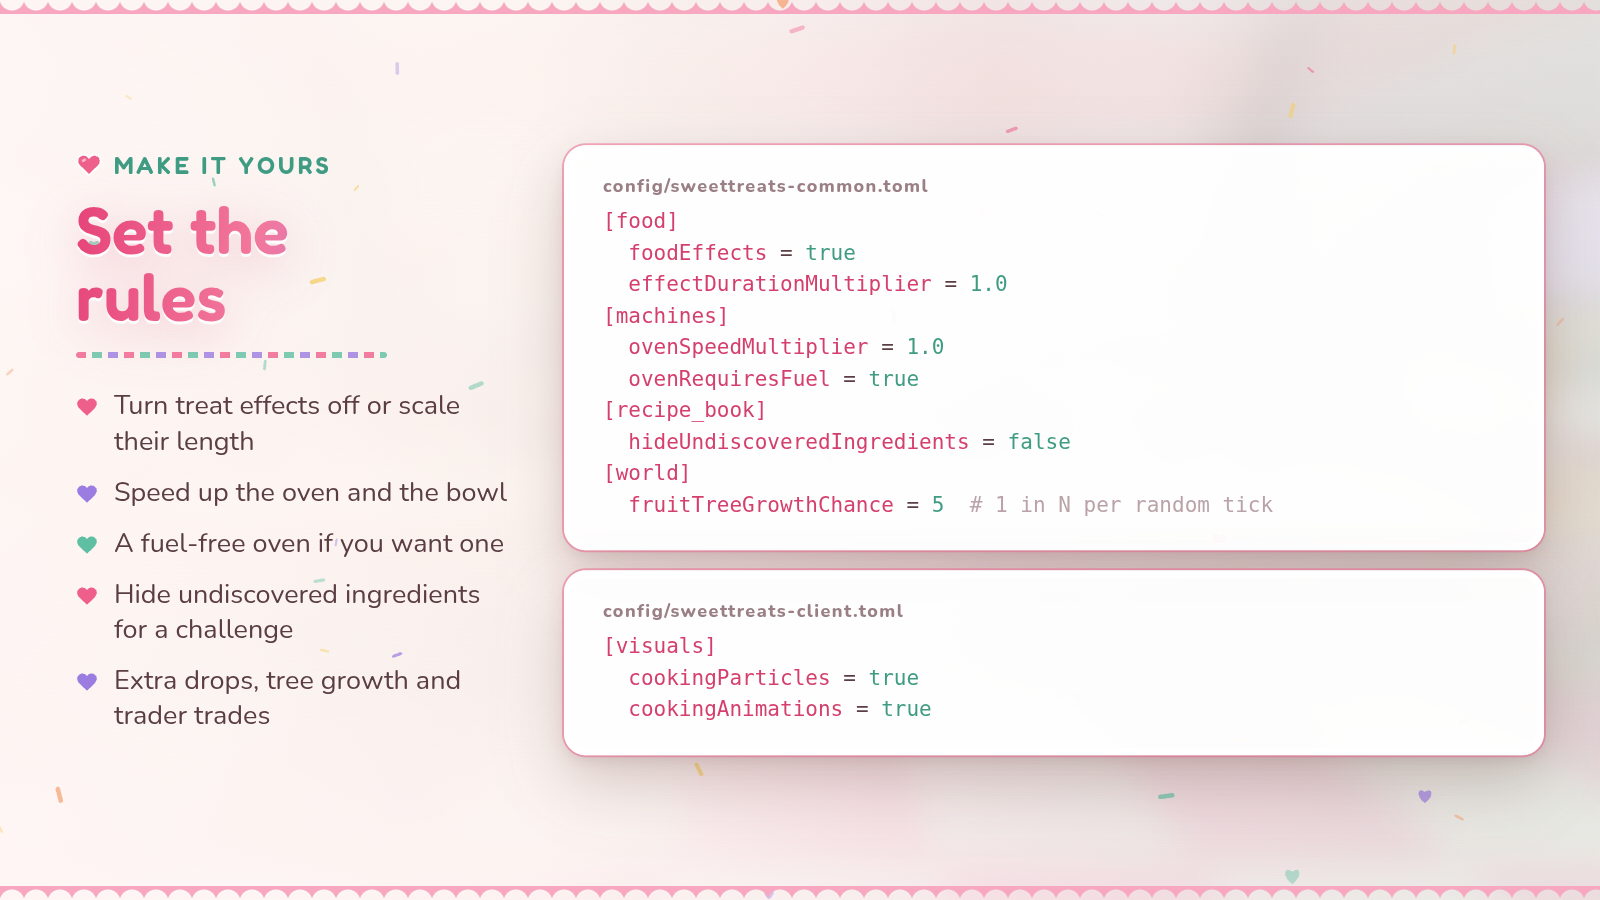 MAKE IT YOURS
Set the
rules
Turn treat effects off or scale
their length
Speed up the oven and the bowl
A fuel-free oven if you want one
Hide undiscovered ingredients
for a challenge
Extra drops, tree growth and
trader trades
config/sweettreats-common.toml
[food]
  foodEffects = true
  effectDurationMultiplier = 1.0
[machines]
  ovenSpeedMultiplier = 1.0
  ovenRequiresFuel = true
[recipe_book]
  hideUndiscoveredIngredients = false
[world]
  fruitTreeGrowthChance = 5  # 1 in N per random tick
config/sweettreats-client.toml
[visuals]
  cookingParticles = true
  cookingAnimations = true